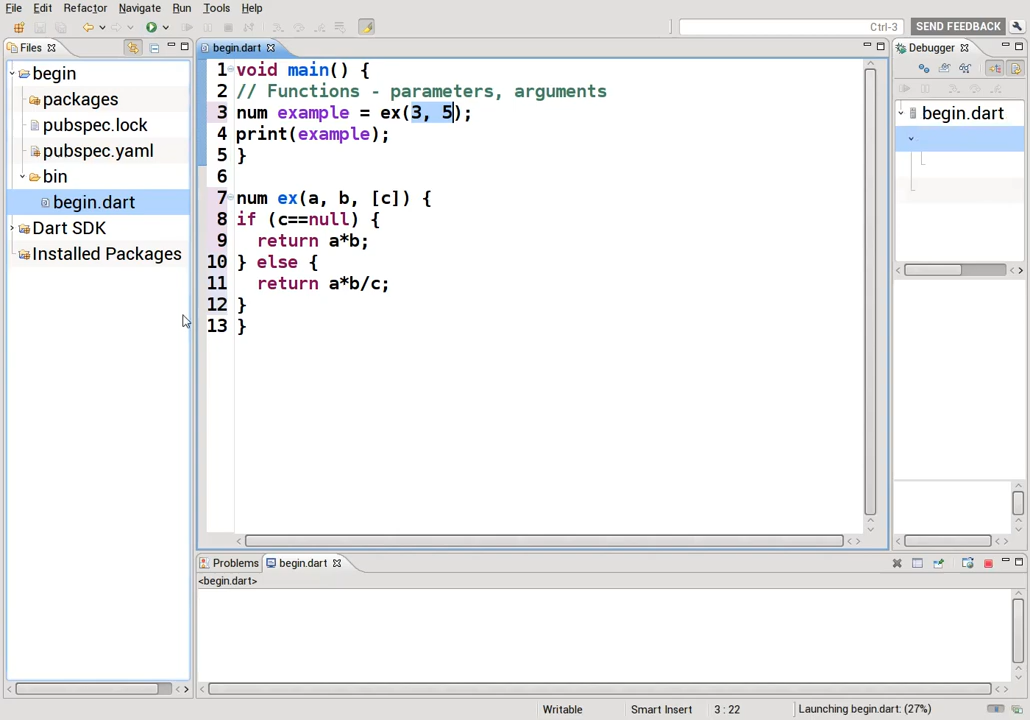 File Edit Refactor Navigate Run Tools Help
Ctrl-3 SEND FEEDBACK
Files
begin
packages
pubspec.lock
pubspec.yaml
bin
begin.dart
Dart SDK
Installed Packages
begin.dart
1 void main() {
2 // Functions - parameters, arguments
3 num example = ex(3, 5);
4 print(example);
5 }
6
7 num ex(a, b, [c]) {
8 if (c==null) {
9 return a*b;
10 } else {
11 return a*b/c;
12 }
13 }
Debugger
begin.dart
Problems begin.dart
<begin.dart>
Writable Smart Insert 3 : 22 Launching begin.dart: (27%)